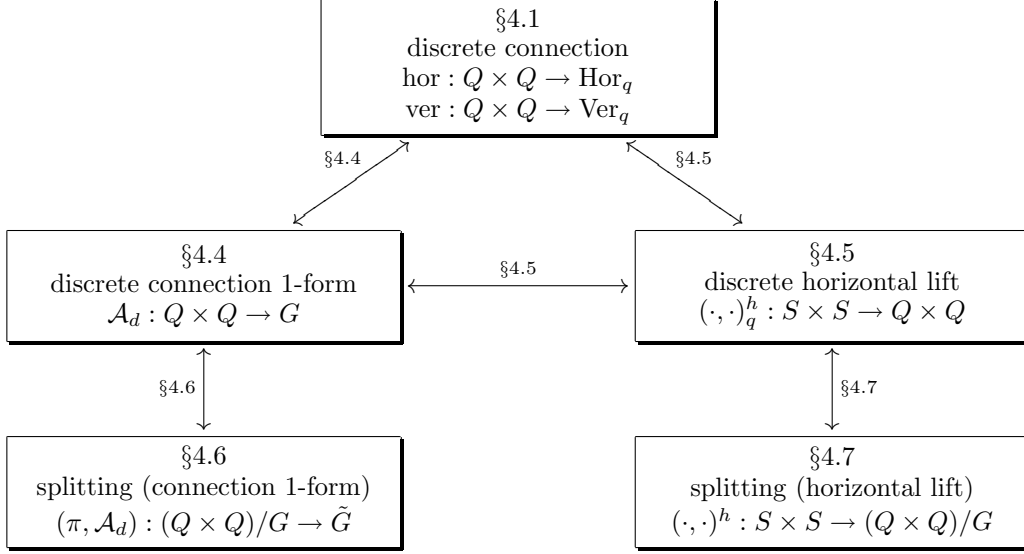 §4.1
discrete connection
hor : Q × Q → Hor_q
ver : Q × Q → Ver_q
§4.4
§4.5
§4.4
discrete connection 1-form
𝒜_d : Q × Q → G
§4.5
§4.5
discrete horizontal lift
(·, ·)^h_q : S × S → Q × Q
§4.6
§4.7
§4.6
splitting (connection 1-form)
(π, 𝒜_d) : (Q × Q)/G → G̃
§4.7
splitting (horizontal lift)
(·, ·)^h : S × S → (Q × Q)/G